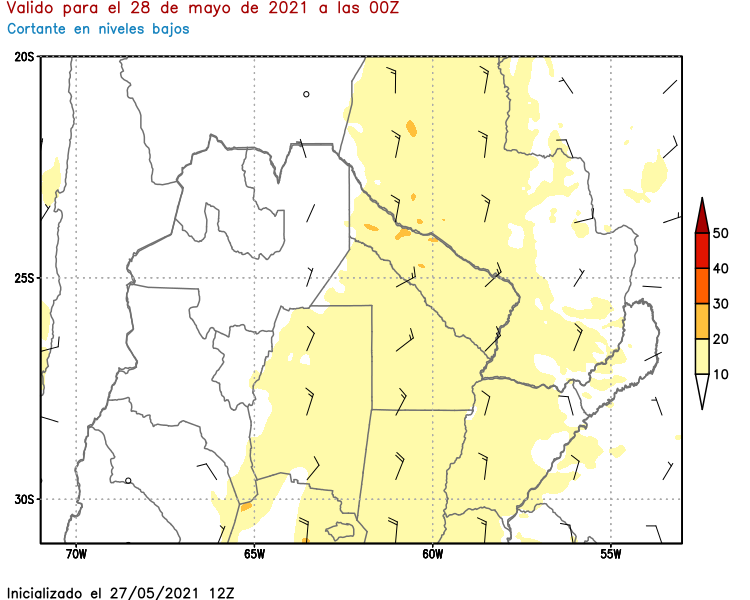 Valido para el 28 de mayo de 2021 a las 00Z
Cortante en niveles bajos
20S
25S
30S
70W
65W
60W
55W
50
40
30
20
10
Inicializado el 27/05/2021 12Z